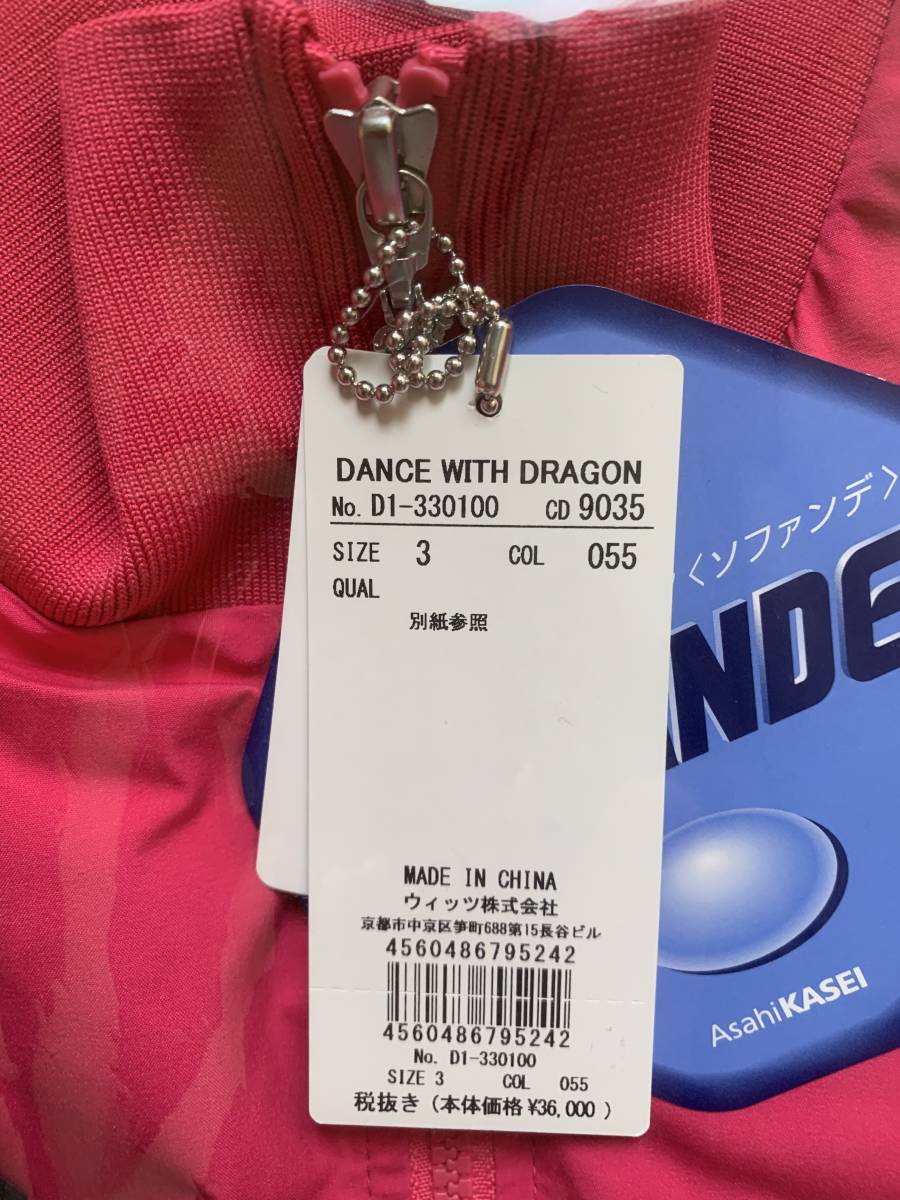 DANCE WITH DRAGON
No. D1-330100 CD 9035
SIZE 3 COL 055
QUAL
別紙参照
MADE IN CHINA
ウィッツ株式会社
京都市中京区笋町688第15長谷ビル
4560486795242
4560486795242
No. D1-330100
SIZE 3 COL 055
税抜き (本体価格¥36,000 )
〈ソファンデ〉
ANDE
AsahiKASEI